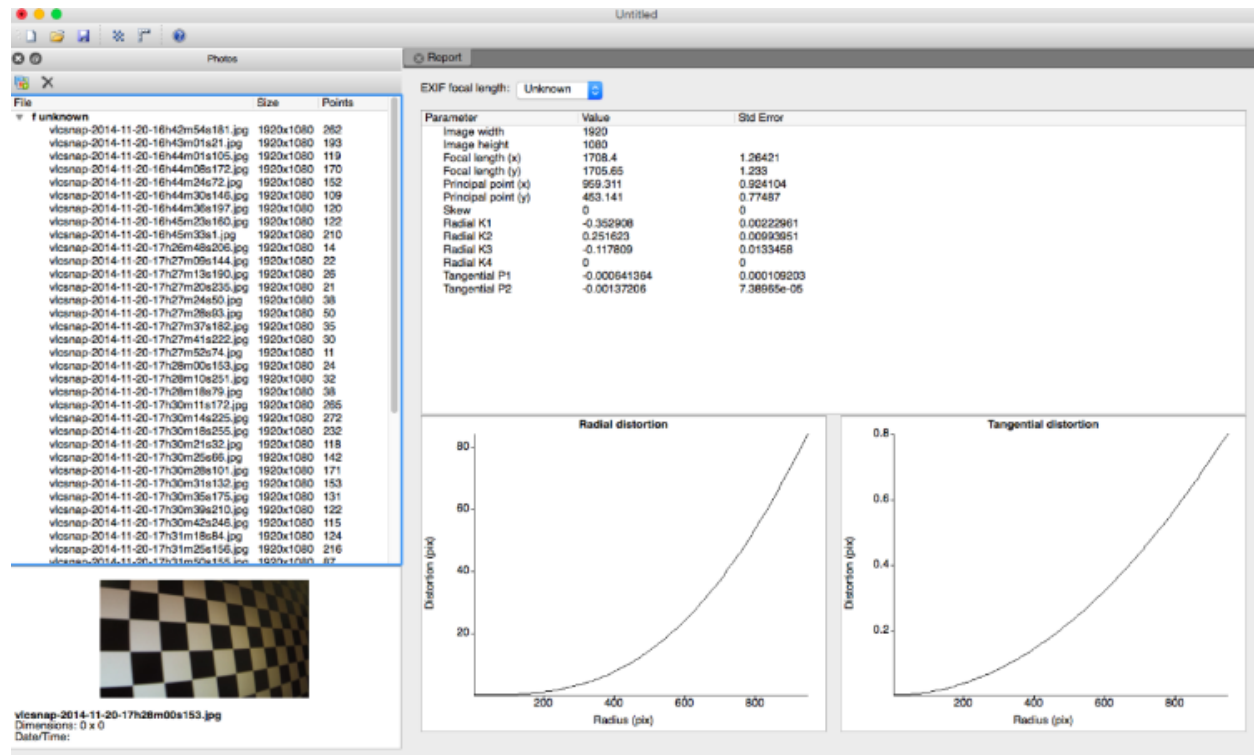 Untitled
Photos
Report
EXIF focal length: Unknown
File Size Points
f unknown
vlcsnap-2014-11-20-16h42m54s181.jpg 1920x1080 262
vlcsnap-2014-11-20-16h43m01s21.jpg 1920x1080 193
vlcsnap-2014-11-20-16h44m01s105.jpg 1920x1080 119
vlcsnap-2014-11-20-16h44m08s172.jpg 1920x1080 170
vlcsnap-2014-11-20-16h44m24s72.jpg 1920x1080 152
vlcsnap-2014-11-20-16h44m30s146.jpg 1920x1080 109
vlcsnap-2014-11-20-16h44m36s197.jpg 1920x1080 120
vlcsnap-2014-11-20-16h45m23s160.jpg 1920x1080 122
vlcsnap-2014-11-20-16h45m33s1.jpg 1920x1080 210
vlcsnap-2014-11-20-17h26m48s206.jpg 1920x1080 14
vlcsnap-2014-11-20-17h27m09s144.jpg 1920x1080 22
vlcsnap-2014-11-20-17h27m13s190.jpg 1920x1080 26
vlcsnap-2014-11-20-17h27m20s235.jpg 1920x1080 21
vlcsnap-2014-11-20-17h27m24s50.jpg 1920x1080 38
vlcsnap-2014-11-20-17h27m28s93.jpg 1920x1080 50
vlcsnap-2014-11-20-17h27m37s182.jpg 1920x1080 35
vlcsnap-2014-11-20-17h27m41s222.jpg 1920x1080 30
vlcsnap-2014-11-20-17h27m52s74.jpg 1920x1080 11
vlcsnap-2014-11-20-17h28m00s153.jpg 1920x1080 24
vlcsnap-2014-11-20-17h28m10s251.jpg 1920x1080 32
vlcsnap-2014-11-20-17h28m18s79.jpg 1920x1080 38
vlcsnap-2014-11-20-17h30m11s172.jpg 1920x1080 265
vlcsnap-2014-11-20-17h30m14s225.jpg 1920x1080 272
vlcsnap-2014-11-20-17h30m18s255.jpg 1920x1080 232
vlcsnap-2014-11-20-17h30m21s32.jpg 1920x1080 118
vlcsnap-2014-11-20-17h30m25s66.jpg 1920x1080 142
vlcsnap-2014-11-20-17h30m28s101.jpg 1920x1080 171
vlcsnap-2014-11-20-17h30m31s132.jpg 1920x1080 153
vlcsnap-2014-11-20-17h30m35s175.jpg 1920x1080 131
vlcsnap-2014-11-20-17h30m39s210.jpg 1920x1080 122
vlcsnap-2014-11-20-17h30m42s246.jpg 1920x1080 115
vlcsnap-2014-11-20-17h31m18s84.jpg 1920x1080 124
vlcsnap-2014-11-20-17h31m25s156.jpg 1920x1080 216
vlcsnap-2014-11-20-17h31m50s155.jpg 1920x1080 87
vlcsnap-2014-11-20-17h28m00s153.jpg
Dimensions: 0 x 0
Date/Time:
Parameter Value Std Error
Image width 1920
Image height 1080
Focal length (x) 1708.4 1.26421
Focal length (y) 1705.65 1.233
Principal point (x) 959.311 0.924104
Principal point (y) 453.141 0.77487
Skew 0 0
Radial K1 -0.352908 0.00222961
Radial K2 0.251623 0.00993951
Radial K3 -0.117809 0.0133458
Radial K4 0 0
Tangential P1 -0.000641364 0.000109203
Tangential P2 -0.00137206 7.38965e-05
Radial distortion
80
60
40
20
Distortion (pix)
200 400 600 800
Radius (pix)
Tangential distortion
0.8
0.6
0.4
0.2
Distortion (pix)
200 400 600 800
Radius (pix)